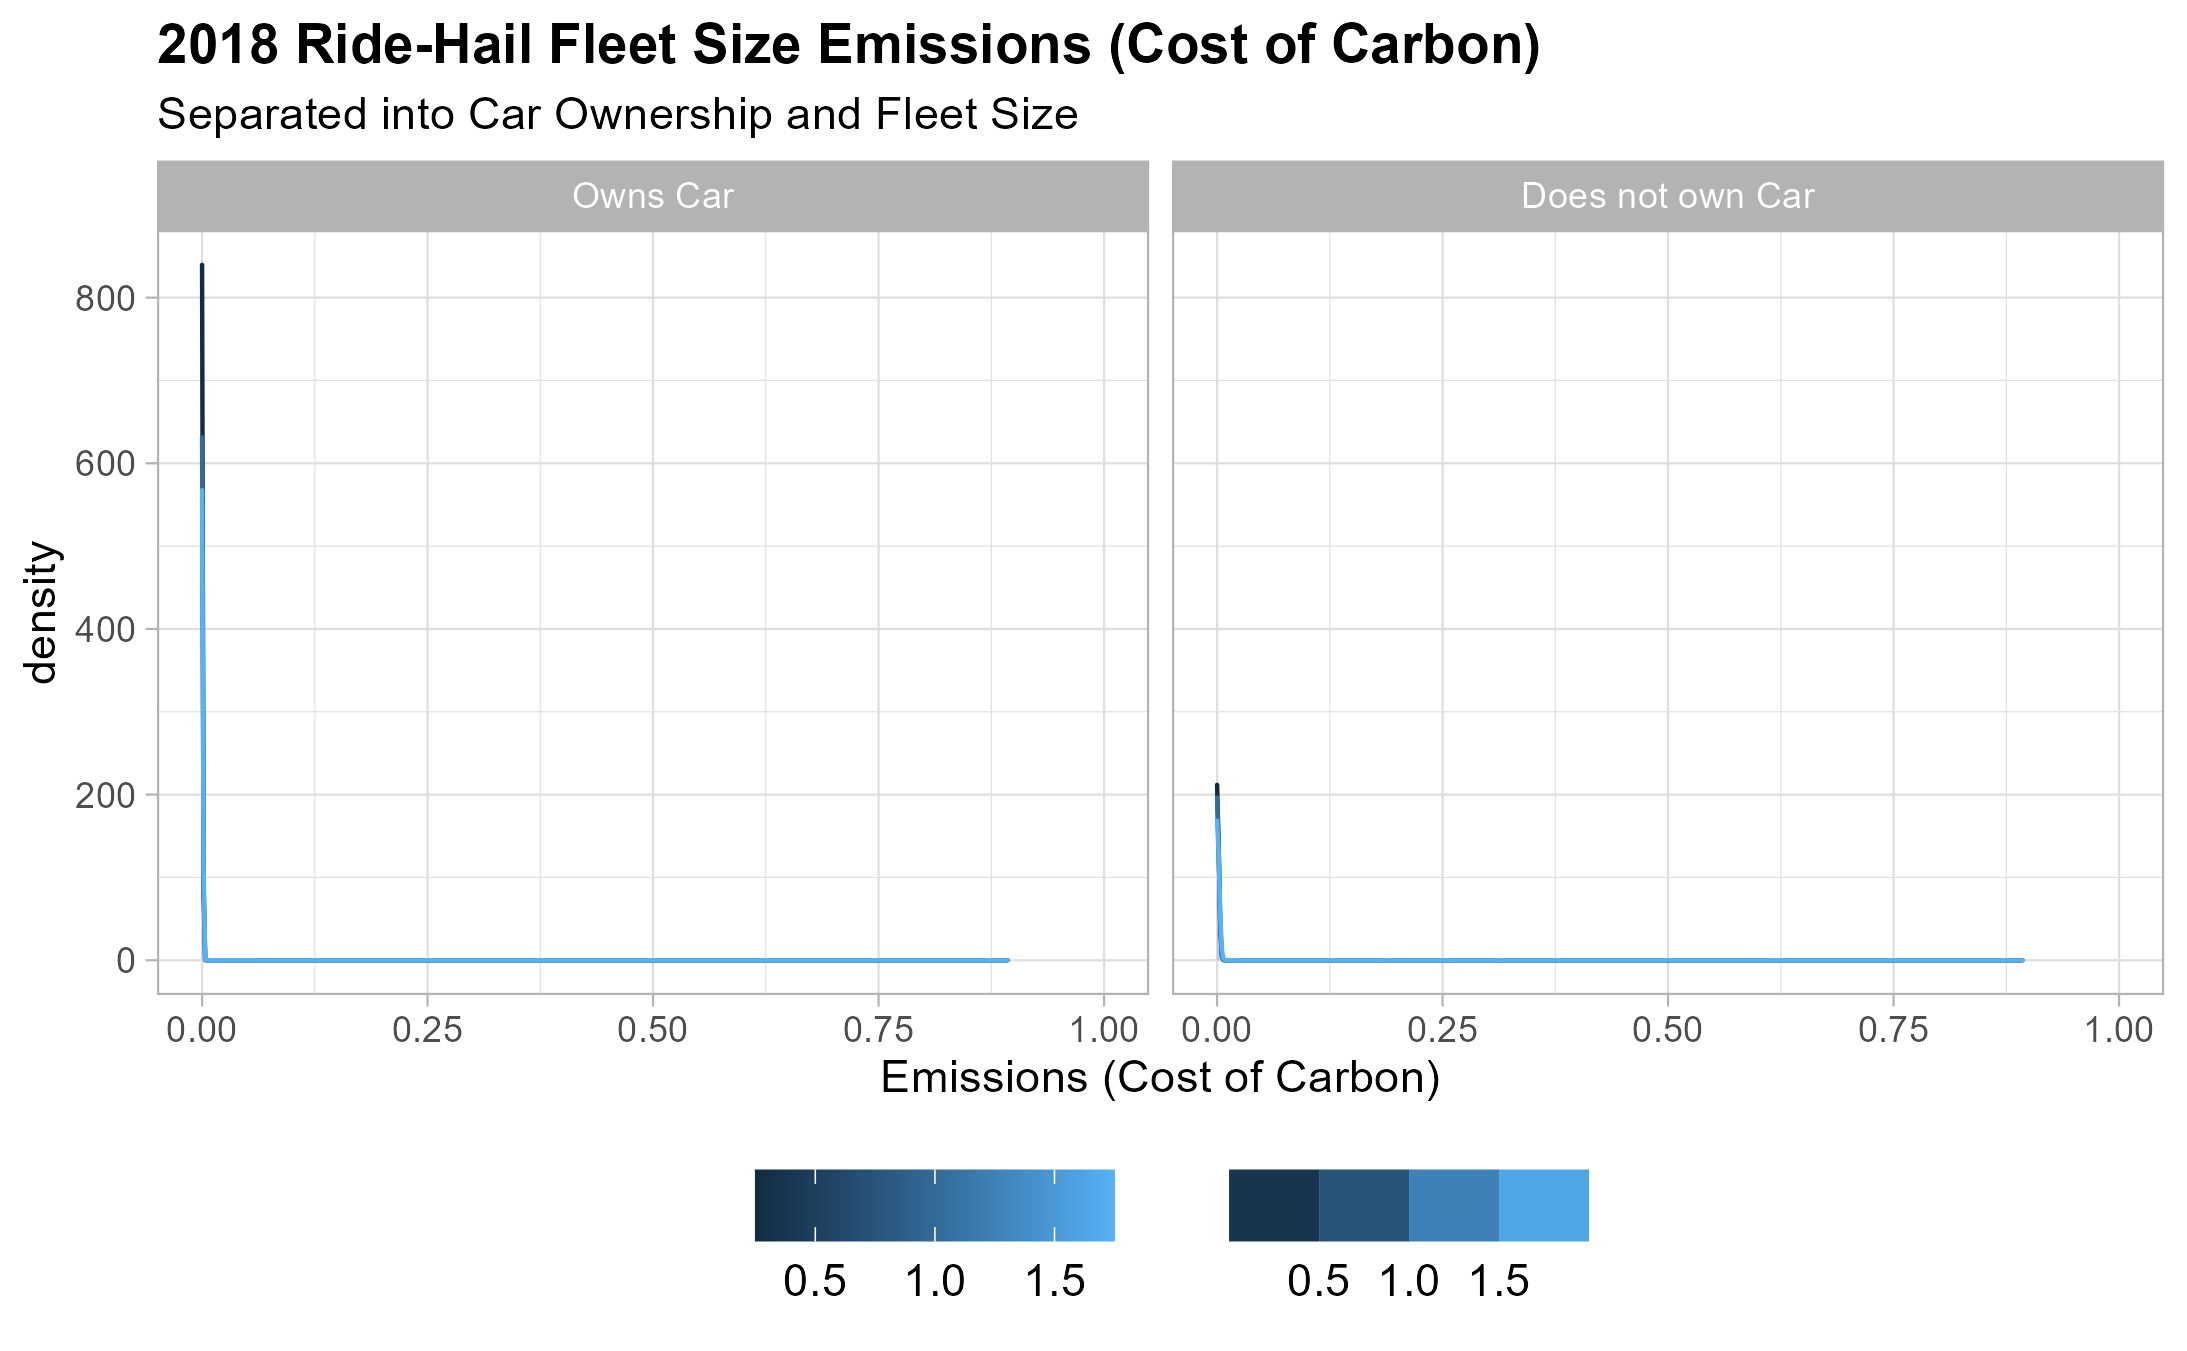 2018 Ride-Hail Fleet Size Emissions (Cost of Carbon)
Separated into Car Ownership and Fleet Size
Owns Car
Does not own Car
density
800
600
400
200
0
0.00 0.25 0.50 0.75 1.00 0.00 0.25 0.50 0.75 1.00
Emissions (Cost of Carbon)
0.5 1.0 1.5 0.5 1.0 1.5